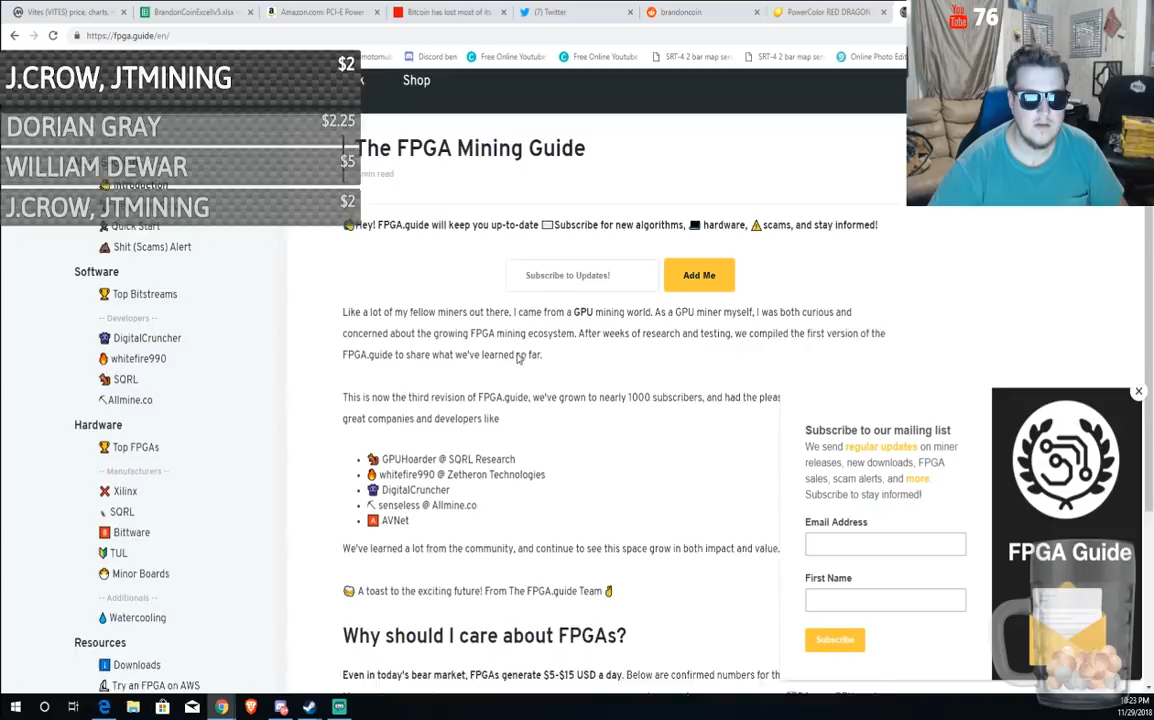 Vites (VITES) price, charts,
BrandonCoinExcellv5.xlsx
Amazon.com: PCI-E Power
Bitcoin has lost most of its
(7) Twitter
brandoncoin
PowerColor RED DRAGON
You Tube 76
https://fpga.guide/en/
Discord ben
Free Online Youtube
Free Online Youtube
SRT-4 2 bar map sen
SRT-4 2 bar map sen
Online Photo Edit
J.CROW, JTMINING $2
DORIAN GRAY $2.25
WILLIAM DEWAR $5
J.CROW, JTMINING $2
Shop
The FPGA Mining Guide
min read
Introduction
Quick Start
Shit (Scams) Alert
Software
Top Bitstreams
-- Developers --
DigitalCruncher
whitefire990
SQRL
Allmine.co
Hardware
Top FPGAs
-- Manufacturers --
Xilinx
SQRL
Bittware
TUL
Minor Boards
-- Additionals --
Watercooling
Resources
Downloads
Try an FPGA on AWS
Hey! FPGA.guide will keep you up-to-date Subscribe for new algorithms, hardware, scams, and stay informed!
Subscribe to Updates!
Add Me
Like a lot of my fellow miners out there, I came from a GPU mining world. As a GPU miner myself, I was both curious and
concerned about the growing FPGA mining ecosystem. After weeks of research and testing, we compiled the first version of the
FPGA.guide to share what we've learned so far.
This is now the third revision of FPGA.guide, we've grown to nearly 1000 subscribers, and had the
great companies and developers like
GPUHoarder @ SQRL Research
whitefire990 @ Zetheron Technologies
DigitalCruncher
senseless @ Allmine.co
AVNet
We've learned a lot from the community, and continue to see this space grow in both impact and value.
A toast to the exciting future! From The FPGA.guide Team
Why should I care about FPGAs?
Even in today's bear market, FPGAs generate $5-$15 USD a day. Below are confirmed numbers for
Subscribe to our mailing list
We send regular updates on miner
releases, new downloads, FPGA
sales, scam alerts, and more.
Subscribe to stay informed!
Email Address
First Name
Subscribe
FPGA Guide
10:23 PM
11/29/2018